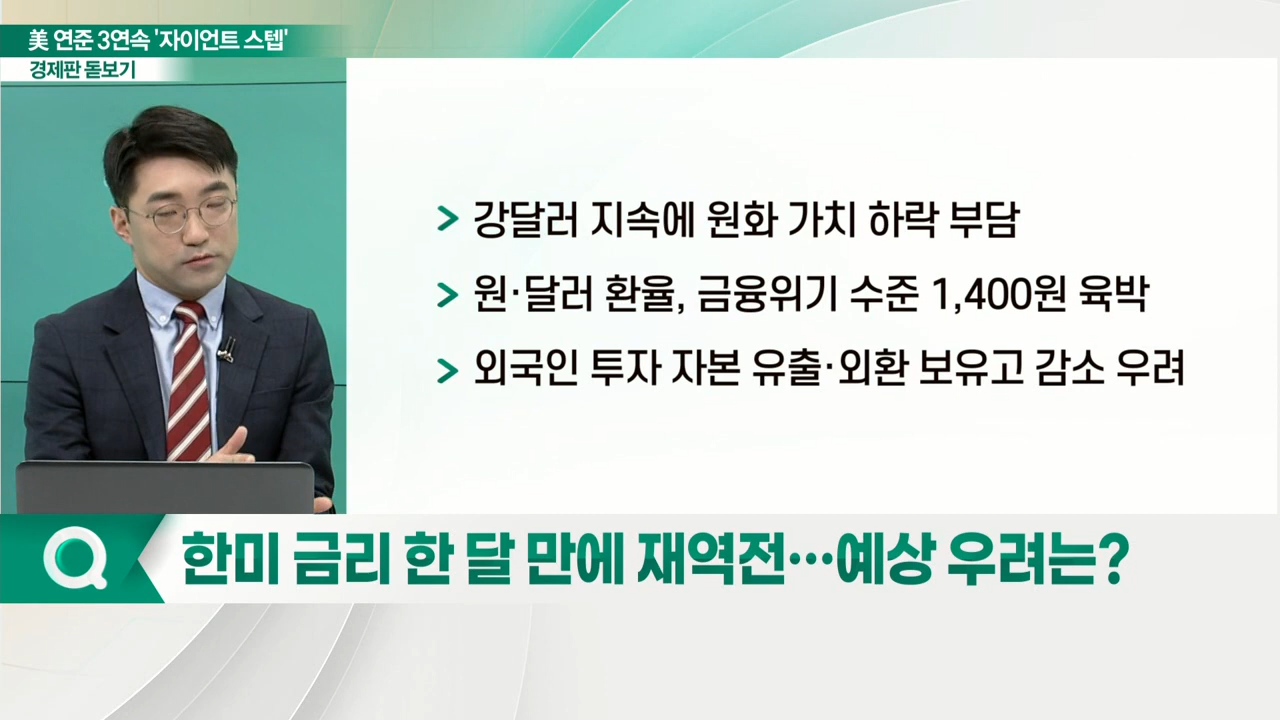 美 연준 3연속 '자이언트 스텝'
경제판 돋보기
> 강달러 지속에 원화 가치 하락 부담
> 원·달러 환율, 금융위기 수준 1,400원 육박
> 외국인 투자 자본 유출·외환 보유고 감소 우려
Q 한미 금리 한 달 만에 재역전…예상 우려는?